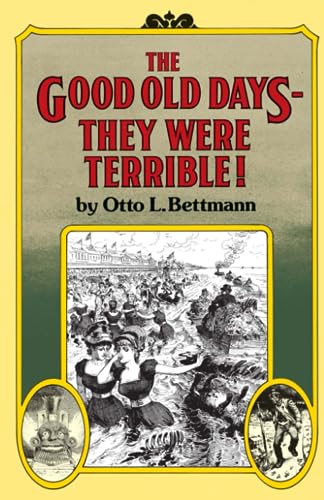 THE
GOOD OLD DAYS-
THEY WERE
TERRIBLE!
by Otto L. Bettmann